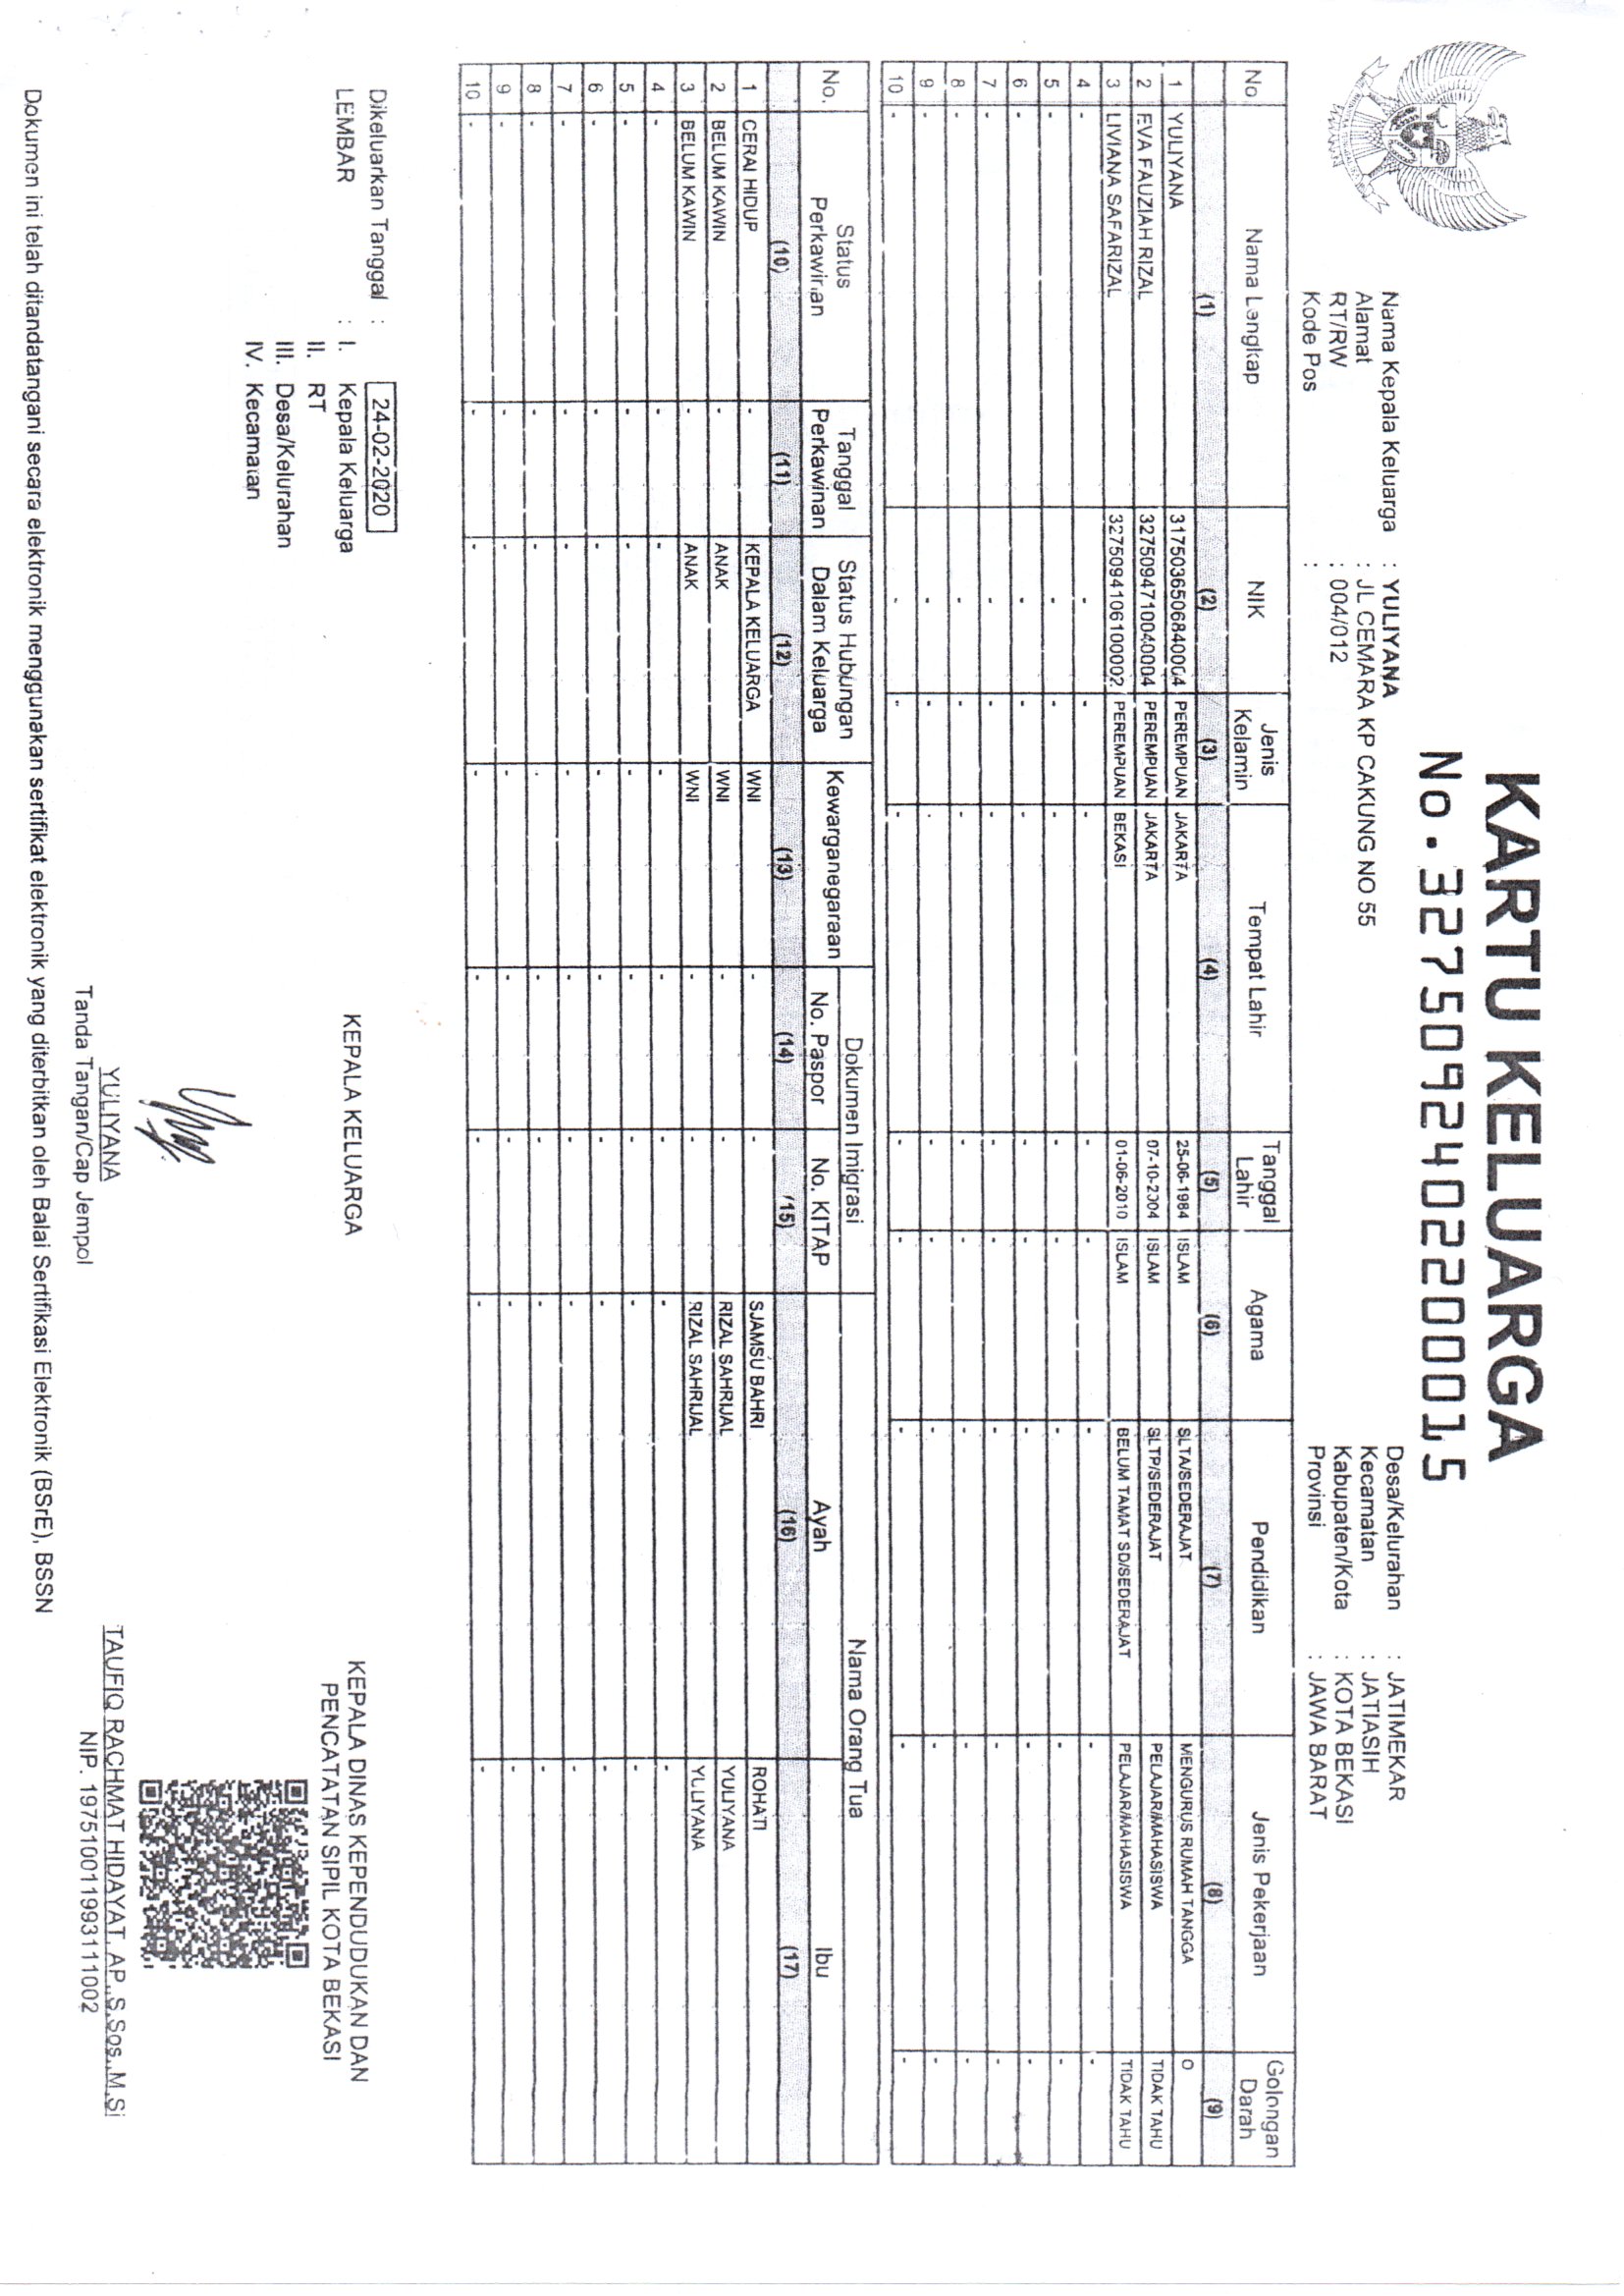 KARTU KELUARGA
No. 3275092402200015
Nama Kepala Keluarga : YULIYANA
Alamat : JL CEMARA KP CAKUNG NO 55
RT/RW : 004/012
Kode Pos :
Desa/Kelurahan : JATIMEKAR
Kecamatan : JATIASIH
Kabupaten/Kota : KOTA BEKASI
Provinsi : JAWA BARAT
No Nama Lengkap NIK Jenis Kelamin Tempat Lahir Tanggal Lahir Agama Pendidikan Jenis Pekerjaan Golongan Darah
(1) (2) (3) (4) (5) (6) (7) (8) (9)
1 YULIYANA 3175036506840004 PEREMPUAN JAKARTA 25-06-1984 ISLAM SLTA/SEDERAJAT MENGURUS RUMAH TANGGA O
2 EVA FAUZIAH RIZAL 3275094710040004 PEREMPUAN JAKARTA 07-10-2004 ISLAM SLTP/SEDERAJAT PELAJAR/MAHASISWA TIDAK TAHU
3 LIVIANA SAFARIZAL 3275094106100002 PEREMPUAN BEKASI 01-06-2010 ISLAM BELUM TAMAT SD/SEDERAJAT PELAJAR/MAHASISWA TIDAK TAHU
4 - - - - - - - - -
5 - - - - - - - - -
6 - - - - - - - - -
7 - - - - - - - - -
8 - - - - - - - - -
9 - - - - - - - - -
10 - - - - - - - - -
No. Status Perkawinan Tanggal Perkawinan Status Hubungan Dalam Keluarga Kewarganegaraan Dokumen Imigrasi No. Paspor No. KITAP Nama Orang Tua Ayah Ibu
(10) (11) (12) (13) (14) (15) (16) (17)
1 CERAI HIDUP - KEPALA KELUARGA WNI - - SJAMSU BAHRI ROHATI
2 BELUM KAWIN - ANAK WNI - - RIZAL SAHRIJAL YULIYANA
3 BELUM KAWIN - ANAK WNI - - RIZAL SAHRIJAL YULIYANA
4 - - - - - - - -
5 - - - - - - - -
6 - - - - - - - -
7 - - - - - - - -
8 - - - - - - - -
9 - - - - - - - -
10 - - - - - - - -
Dikeluarkan Tanggal : 24-02-2020
LEMBAR : I. Kepala Keluarga
II. RT
III. Desa/Kelurahan
IV. Kecamatan
KEPALA KELUARGA
YULIYANA
Tanda Tangan/Cap Jempol
KEPALA DINAS KEPENDUDUKAN DAN
PENCATATAN SIPIL KOTA BEKASI
TAUFIQ RACHMAT HIDAYAT, AP.,S.Sos.,M.Si
NIP. 197510011993111002
Dokumen ini telah ditandatangani secara elektronik menggunakan sertifikat elektronik yang diterbitkan oleh Balai Sertifikasi Elektronik (BSrE), BSSN